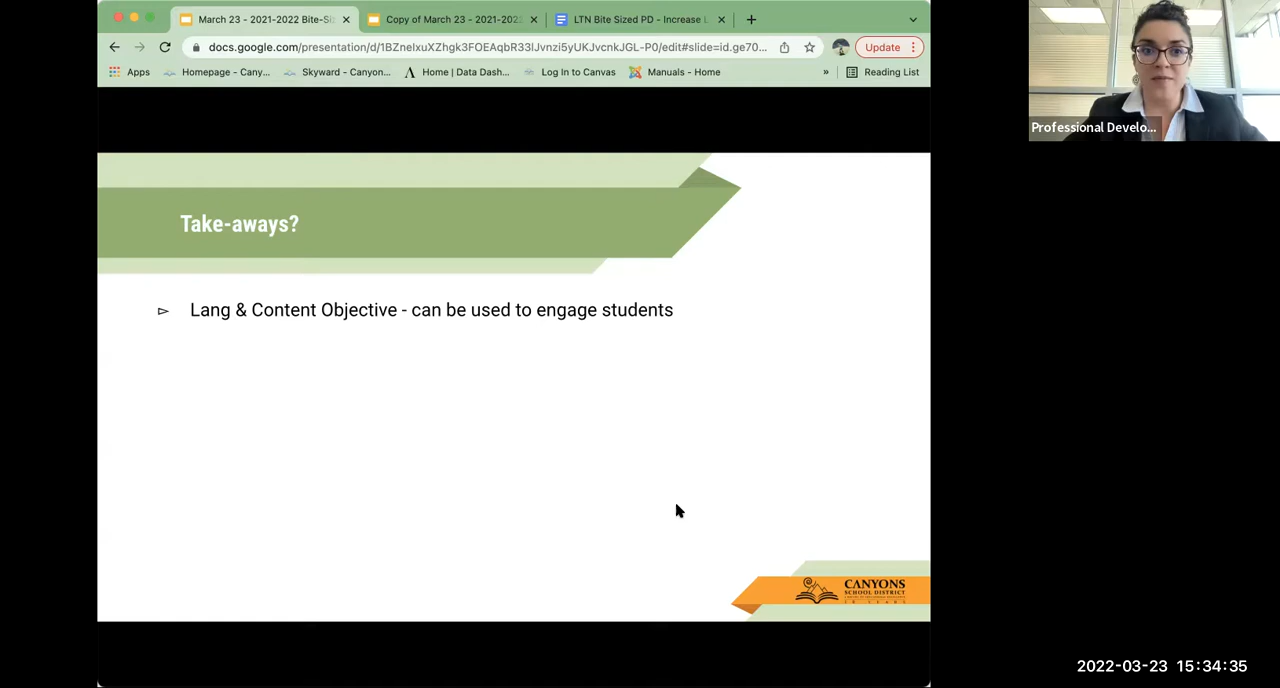 March 23 - 2021-2022 Bite-Si
Copy of March 23 - 2021-202
LTN Bite Sized PD - Increase L
docs.google.com/presentation/d/1BZneIxuXZhgk3FOEAqbR33lJvnzi5yUKJvcnkJGL-P0/edit#slide=id.ge70...
Update
Apps
Homepage - Cany...
Skyward - Canyon...
Home | Data Dash...
Log In to Canvas
Manuals - Home
»
Reading List
Professional Develo...
Take-aways?
Lang & Content Objective - can be used to engage students
CANYONS
SCHOOL DISTRICT
2022-03-23 15:34:35